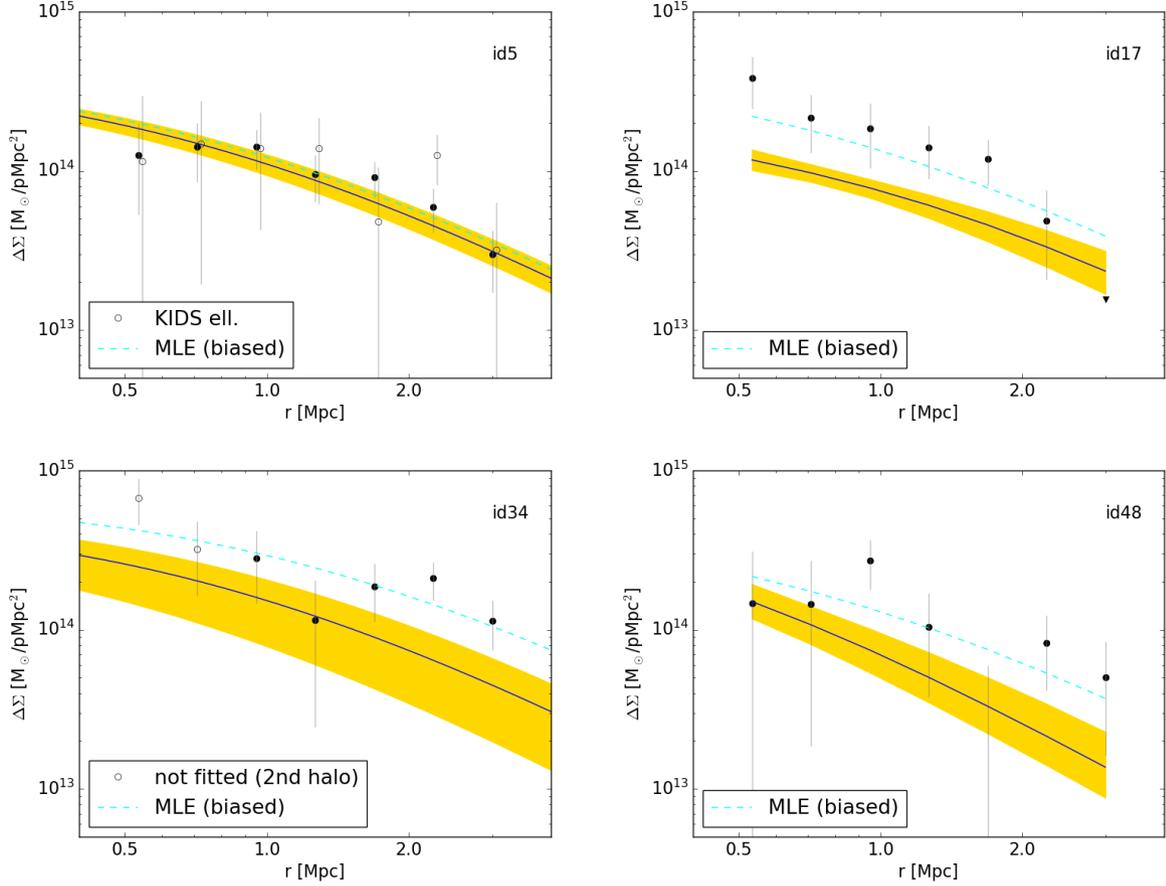 10^15
10^14
10^13
ΔΣ [M_⊙/pMpc^2]
id5
KIDS ell.
MLE (biased)
0.5 1.0 2.0
r [Mpc]
10^15
10^14
10^13
ΔΣ [M_⊙/pMpc^2]
id17
MLE (biased)
0.5 1.0 2.0
r [Mpc]
10^15
10^14
10^13
ΔΣ [M_⊙/pMpc^2]
id34
not fitted (2nd halo)
MLE (biased)
0.5 1.0 2.0
r [Mpc]
10^15
10^14
10^13
ΔΣ [M_⊙/pMpc^2]
id48
MLE (biased)
0.5 1.0 2.0
r [Mpc]